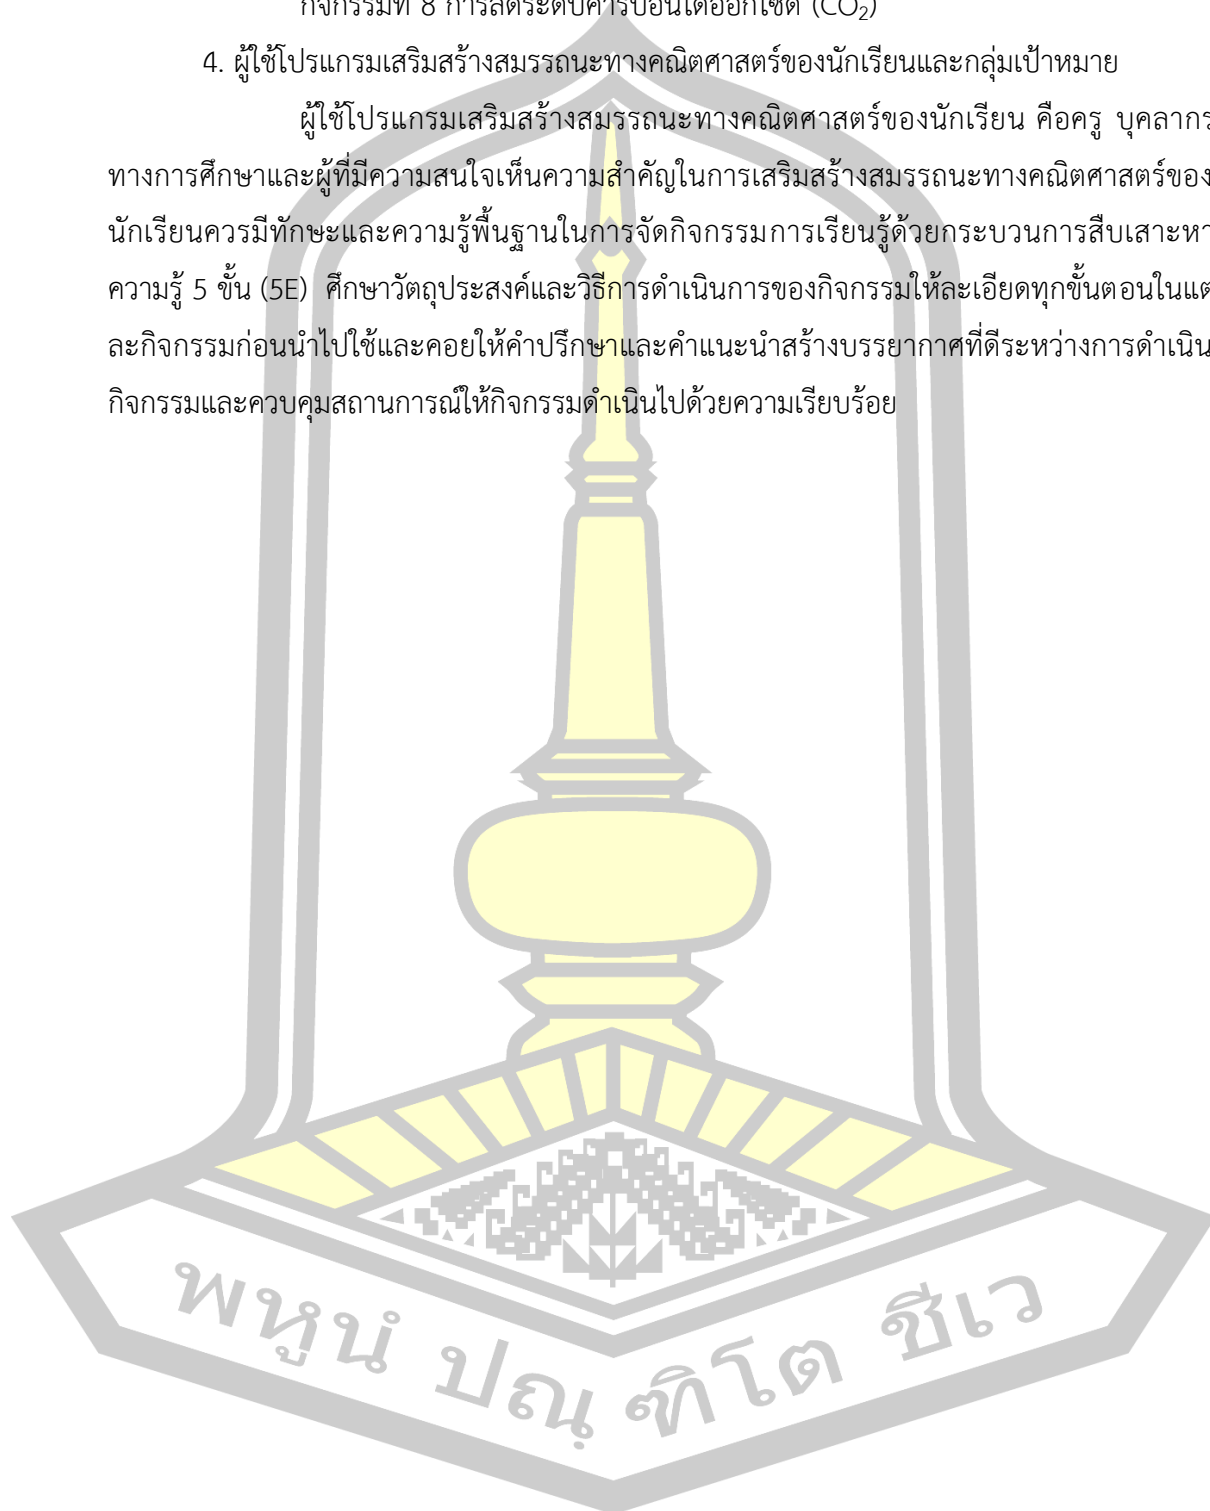 กิจกรรมที่ 8 การลดระดับคาร์บอนไดออกไซด์ (CO₂)
4. ผู้ใช้โปรแกรมเสริมสร้างสมรรถนะทางคณิตศาสตร์ของนักเรียนและกลุ่มเป้าหมาย
ผู้ใช้โปรแกรมเสริมสร้างสมรรถนะทางคณิตศาสตร์ของนักเรียน คือครู บุคลากร
ทางการศึกษาและผู้ที่มีความสนใจเห็นความสำคัญในการเสริมสร้างสมรรถนะทางคณิตศาสตร์ของ
นักเรียนควรมีทักษะและความรู้พื้นฐานในการจัดกิจกรรมการเรียนรู้ด้วยกระบวนการสืบเสาะหา
ความรู้ 5 ขั้น (5E) ศึกษาวัตถุประสงค์และวิธีการดำเนินการของกิจกรรมให้ละเอียดทุกขั้นตอนในแต่
ละกิจกรรมก่อนนำไปใช้และคอยให้คำปรึกษาและคำแนะนำสร้างบรรยากาศที่ดีระหว่างการดำเนิน
กิจกรรมและควบคุมสถานการณ์ให้กิจกรรมดำเนินไปด้วยความเรียบร้อย
พหูนํ ปณฺ ฑิโต ชีเว